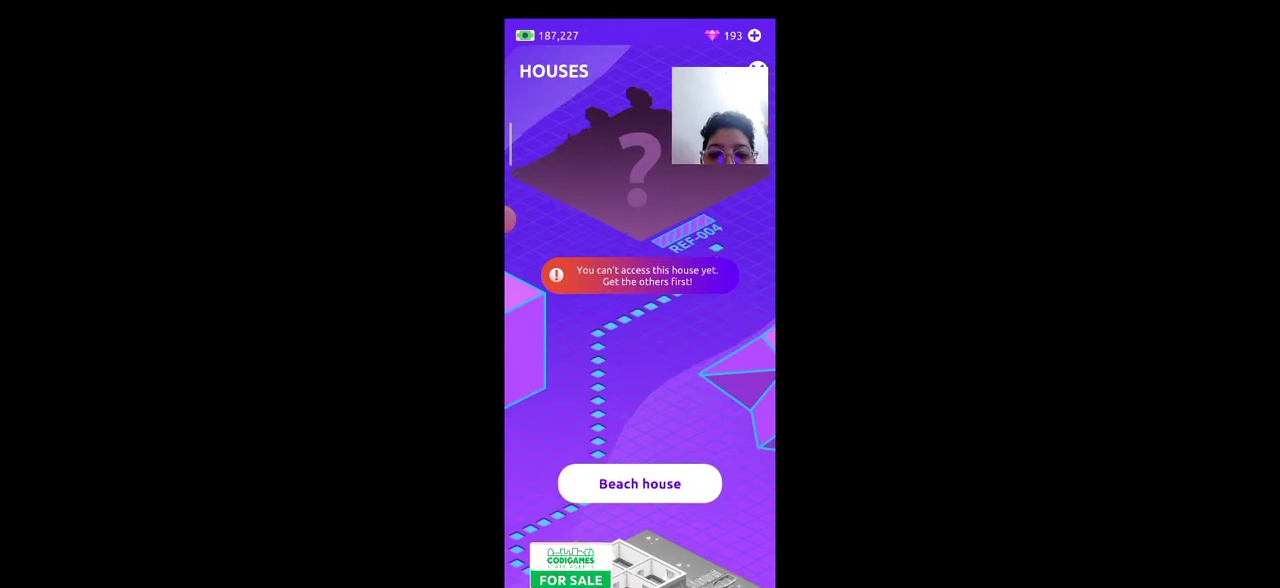 187,227
193
HOUSES
?
REF-004
You can't access this house yet.
Get the others first!
Beach house
CODIGAMES
FOR SALE